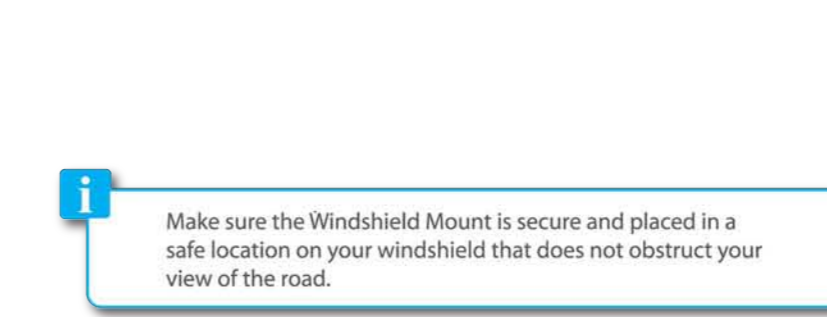 i
Make sure the Windshield Mount is secure and placed in a
safe location on your windshield that does not obstruct your
view of the road.